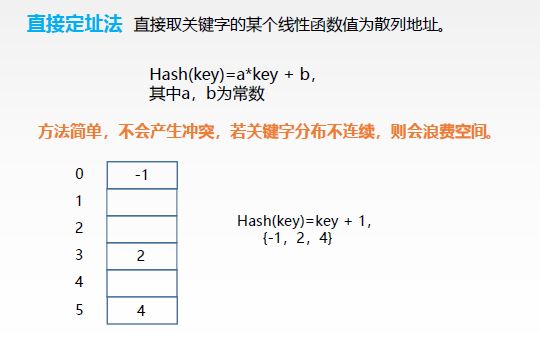 直接定址法 直接取关键字的某个线性函数值为散列地址。
Hash(key)=a*key + b,
其中a，b为常数
方法简单，不会产生冲突，若关键字分布不连续，则会浪费空间。
0 -1
1
2
3 2
4
5 4
Hash(key)=key + 1,
{-1，2，4}